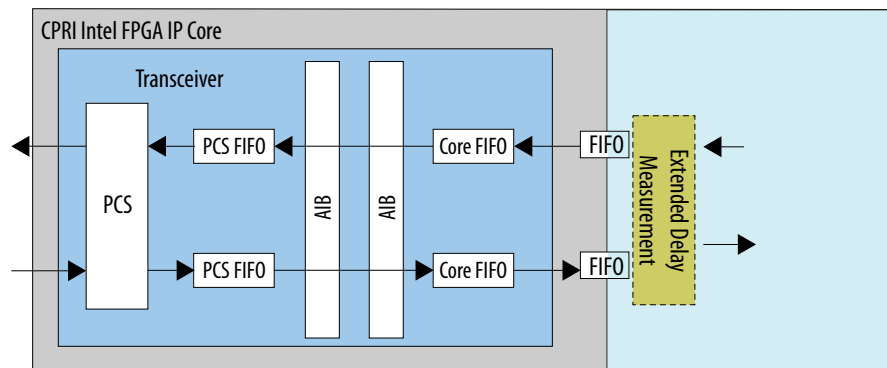 CPRI Intel FPGA IP Core
Transceiver
PCS FIFO
Core FIFO
FIFO
PCS
AIB
AIB
Extended Delay
Measurement
PCS FIFO
Core FIFO
FIFO